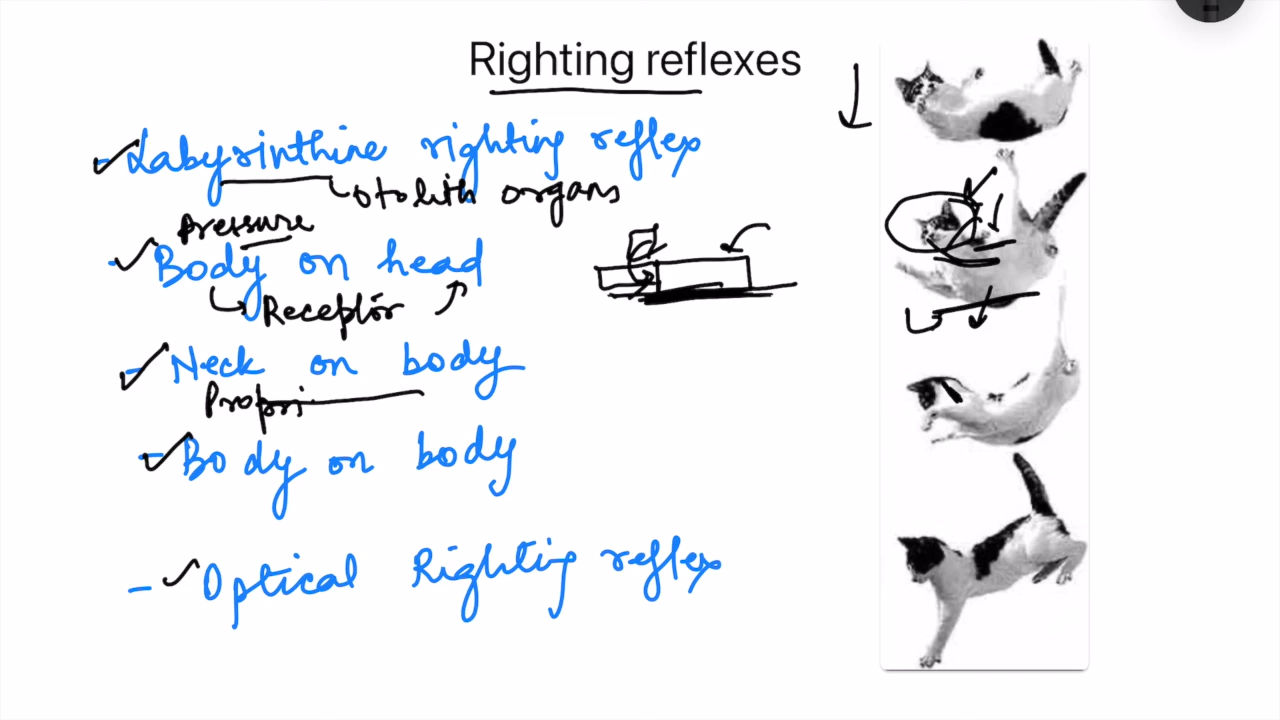 Righting reflexes
- Labyrinthine righting reflex
Otolith organs
Pressure
- Body on head
Receptor
- Neck on body
Propri
- Body on body
- Optical Righting reflex